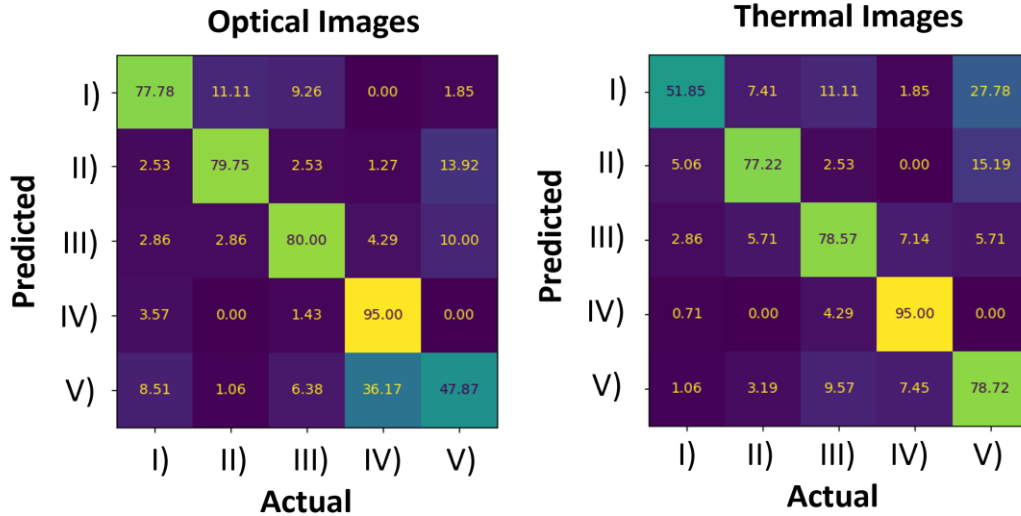 Optical Images
Predicted
I) 77.78 11.11 9.26 0.00 1.85
II) 2.53 79.75 2.53 1.27 13.92
III) 2.86 2.86 80.00 4.29 10.00
IV) 3.57 0.00 1.43 95.00 0.00
V) 8.51 1.06 6.38 36.17 47.87
I) II) III) IV) V)
Actual
Thermal Images
Predicted
I) 51.85 7.41 11.11 1.85 27.78
II) 5.06 77.22 2.53 0.00 15.19
III) 2.86 5.71 78.57 7.14 5.71
IV) 0.71 0.00 4.29 95.00 0.00
V) 1.06 3.19 9.57 7.45 78.72
I) II) III) IV) V)
Actual